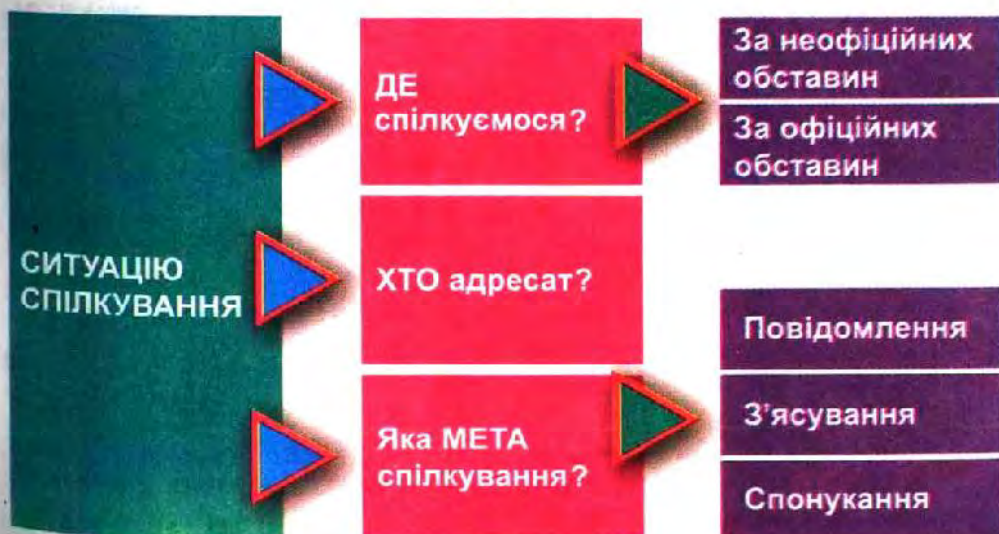 СИТУАЦІЮ
СПІЛКУВАННЯ
ДЕ
спілкуємося?
За неофіційних
обставин
За офіційних
обставин
ХТО адресат?
Яка МЕТА
спілкування?
Повідомлення
З'ясування
Спонукання